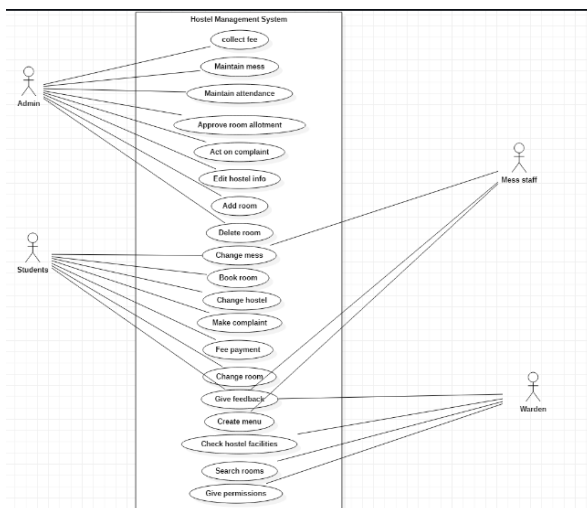 Hostel Management System
collect fee
Maintain mess
Admin
Maintain attendance
Approve room allotment
Act on complaint
Mess staff
Edit hostel info
Add room
Delete room
Change mess
Students
Book room
Change hostel
Make complaint
Fee payment
Change room
Give feedback
Warden
Create menu
Check hostel facilities
Search rooms
Give permissions